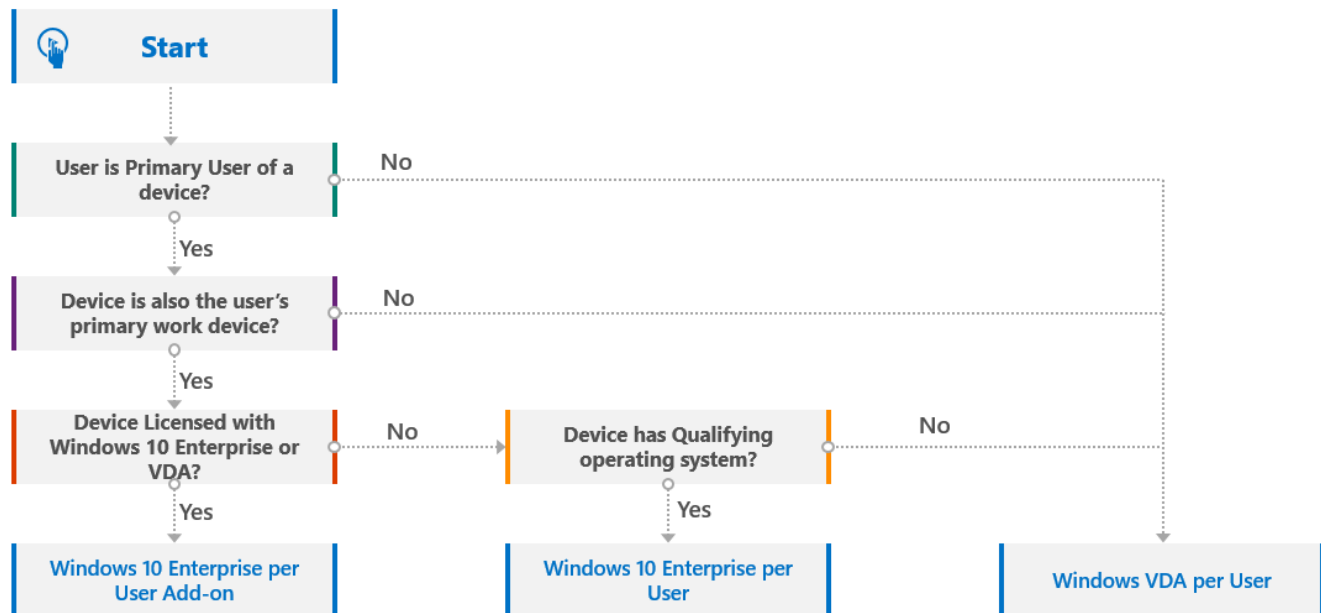 Start
User is Primary User of a
device?
No
Yes
Device is also the user’s
primary work device?
No
Yes
Device Licensed with
Windows 10 Enterprise or
VDA?
No
Device has Qualifying
operating system?
No
Yes
Yes
Windows 10 Enterprise per
User Add-on
Windows 10 Enterprise per
User
Windows VDA per User